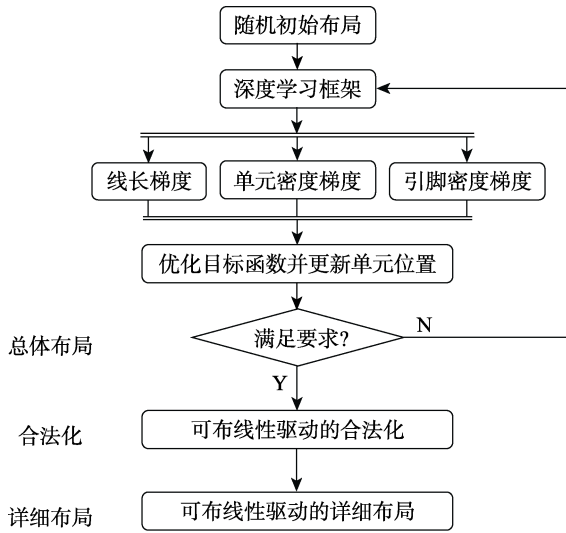 随机初始布局
深度学习框架
线长梯度
单元密度梯度
引脚密度梯度
优化目标函数并更新单元位置
满足要求?
N
总体布局
Y
合法化
可布线性驱动的合法化
详细布局
可布线性驱动的详细布局